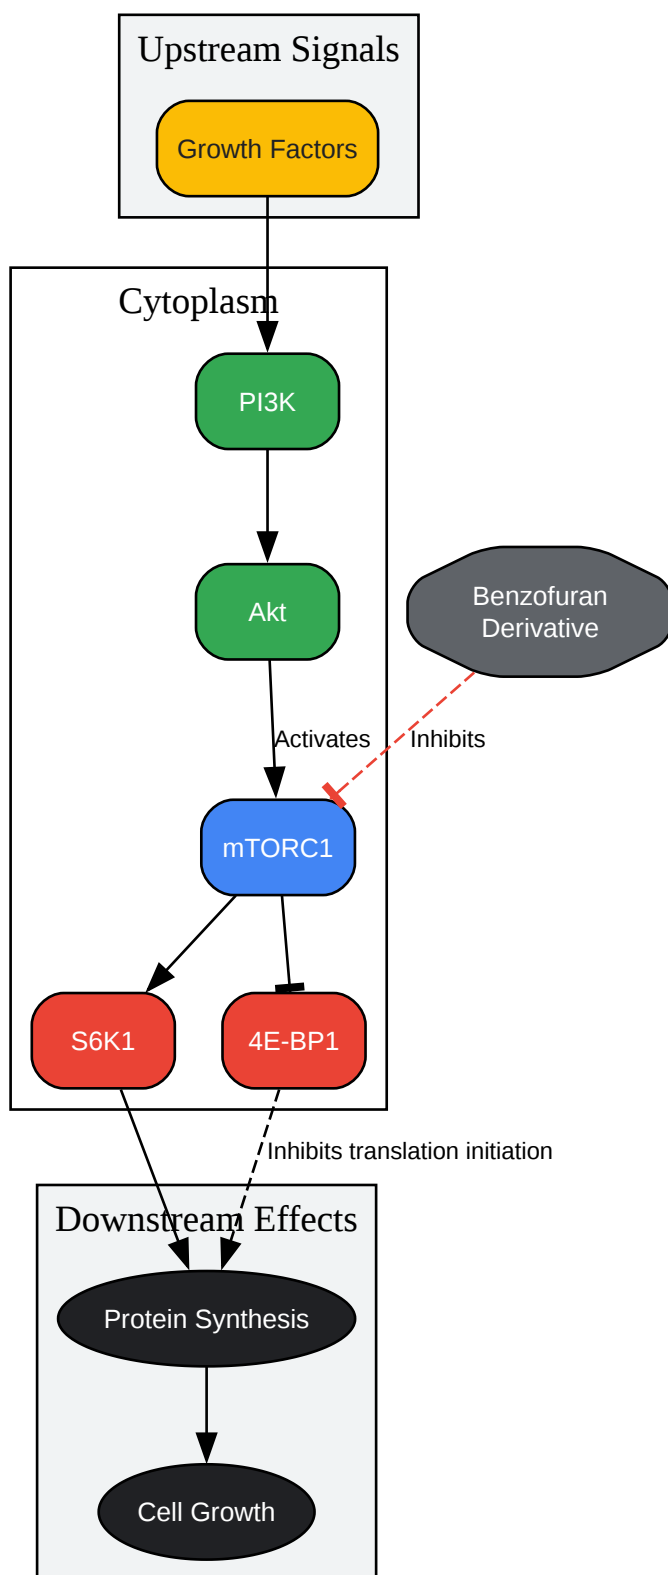 Upstream Signals
Growth Factors
Cytoplasm
PI3K
Akt
Benzofuran
Derivative
Activates
Inhibits
mTORC1
S6K1
4E-BP1
Inhibits translation initiation
Downstream Effects
Protein Synthesis
Cell Growth